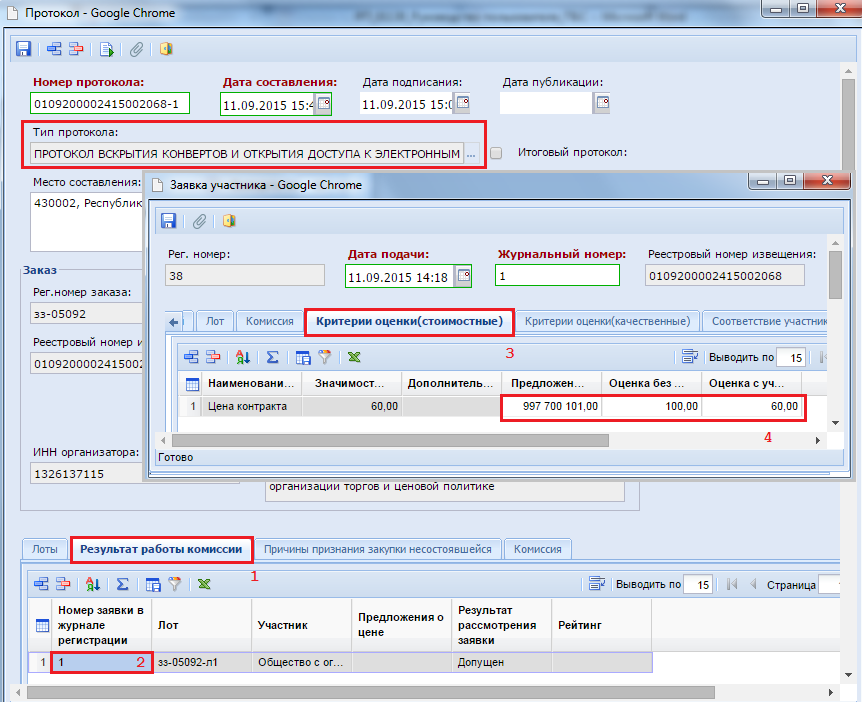 Протокол - Google Chrome
Номер протокола:
Дата составления:
Дата подписания:
Дата публикации:
0109200002415002068-1
11.09.2015 15:4
11.09.2015 15:0
Тип протокола:
ПРОТОКОЛ ВСКРЫТИЯ КОНВЕРТОВ И ОТКРЫТИЯ ДОСТУПА К ЭЛЕКТРОННЫМ ...
Итоговый протокол:
Место составления:
430002, Республик
Заказ
Рег.номер заказа:
зз-05092
Реестровый номер и
0109200002415002
ИНН организатора:
1326137115
организации торгов и ценовой политике
Заявка участника - Google Chrome
Рег. номер:
Дата подачи:
Журнальный номер:
Реестровый номер извещения:
38
11.09.2015 14:18
1
0109200002415002068
Лот
Комиссия
Критерии оценки(стоимостные)
Критерии оценки(качественные)
Соответствие участник
3
Выводить по 15
Наименовани...
Значимост...
Дополнитель...
Предложен...
Оценка без ...
Оценка с уч...
1 Цена контракта 60,00 997 700 101,00 100,00 60,00
4
Готово
Лоты
Результат работы комиссии
Причины признания закупки несостоявшейся
Комиссия
1
Выводить по 15
Страница
Номер заявки в
журнале
регистрации
Лот
Участник
Предложения о
цене
Результат
рассмотрения
заявки
Рейтинг
1 1 2 зз-05092-л1 Общество с ог... Допущен